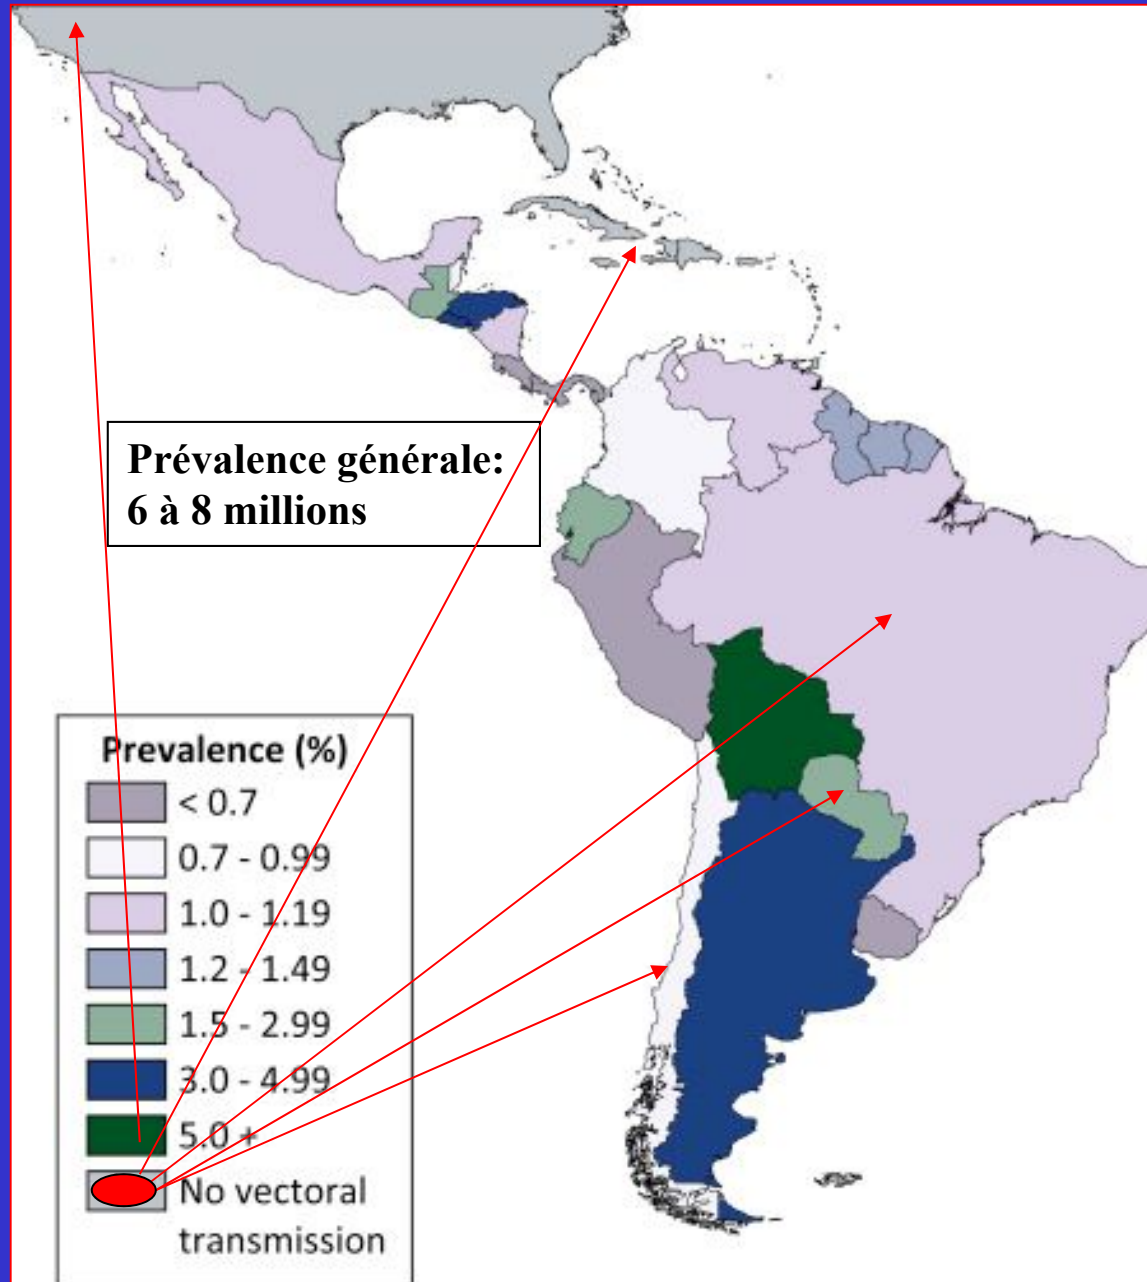 Prévalence générale:
6 à 8 millions
Prevalence (%)
< 0.7
0.7 - 0.99
1.0 - 1.19
1.2 - 1.49
1.5 - 2.99
3.0 - 4.99
5.0 +
No vectoral
transmission